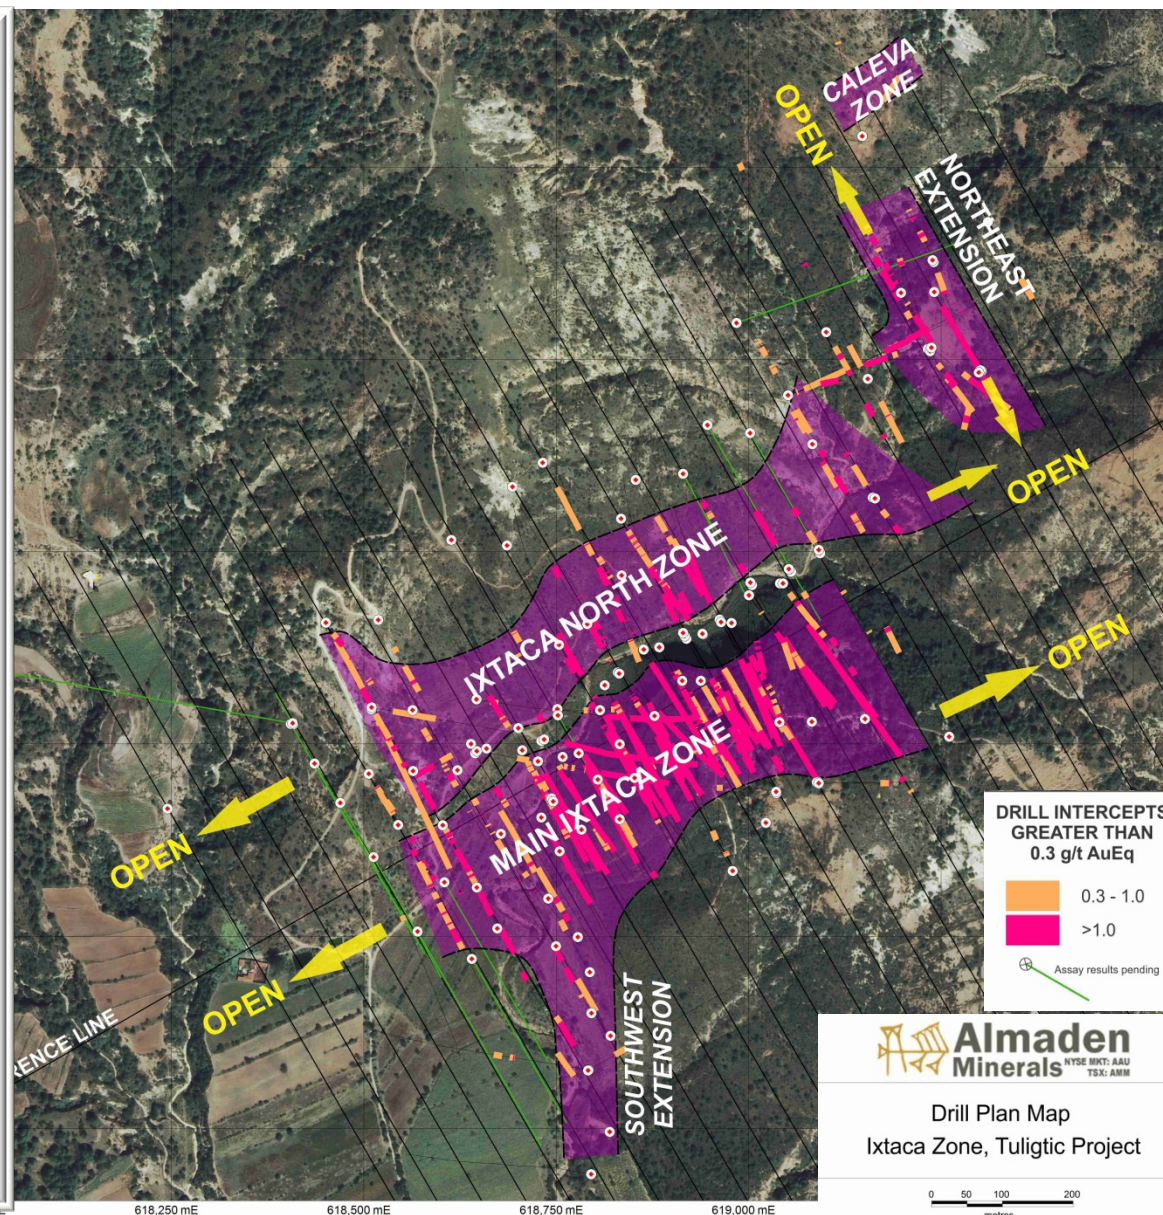 CALEVA
ZONE
OPEN
NORTHEAST
EXTENSION
OPEN
IXTACA NORTH ZONE
OPEN
MAIN IXTACA ZONE
OPEN
OPEN
SOUTHWEST
EXTENSION
RENCE LINE
DRILL INTERCEPTS
GREATER THAN
0.3 g/t AuEq
0.3 - 1.0
>1.0
Assay results pending
Almaden
Minerals
NYSE MKT: AAU
TSX: AMM
Drill Plan Map
Ixtaca Zone, Tuligtic Project
0 50 100 200
metres
618,250 mE 618,500 mE 618,750 mE 619,000 mE